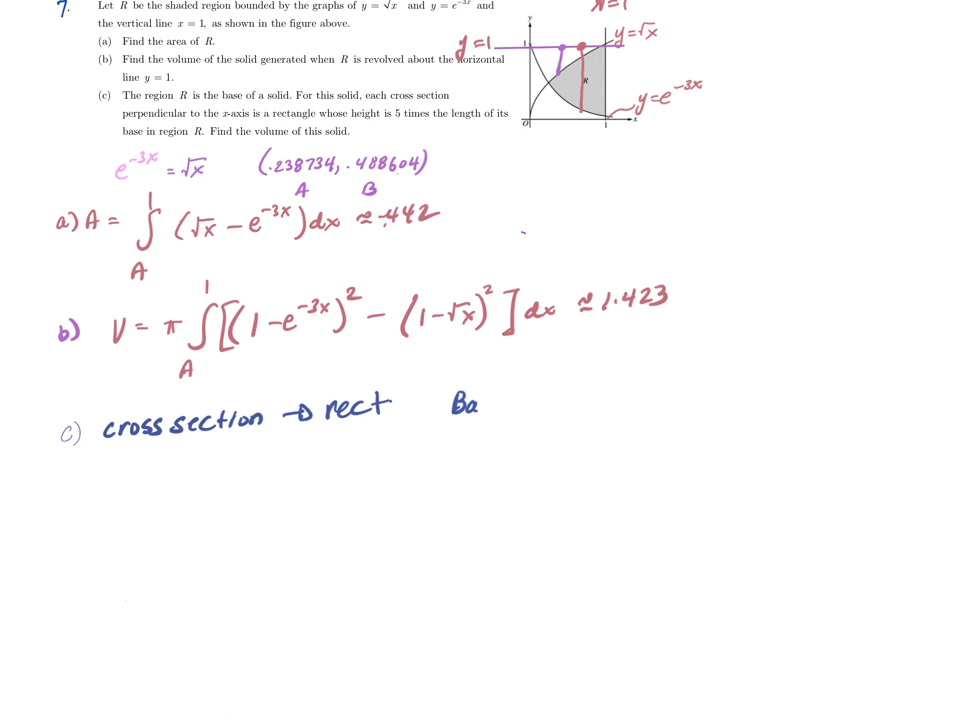 7. Let R be the shaded region bounded by the graphs of y = √x and y = e^{-3x} and
the vertical line x = 1, as shown in the figure above.
(a) Find the area of R.
(b) Find the volume of the solid generated when R is revolved about the horizontal
line y = 1.
(c) The region R is the base of a solid. For this solid, each cross section
perpendicular to the x-axis is a rectangle whose height is 5 times the length of its
base in region R. Find the volume of this solid.
x=1
y
y=1
1
y=√x
R
y=e^{-3x}
O
1
x
e^{-3x} = √x (.238734, .488604)
A B
a) A = ∫_A^1 (√x - e^{-3x}) dx ≈ .442
b) V = π ∫_A^1 [(1-e^{-3x})^2 - (1-√x)^2] dx ≈ 1.423
c) cross section → rect Ba